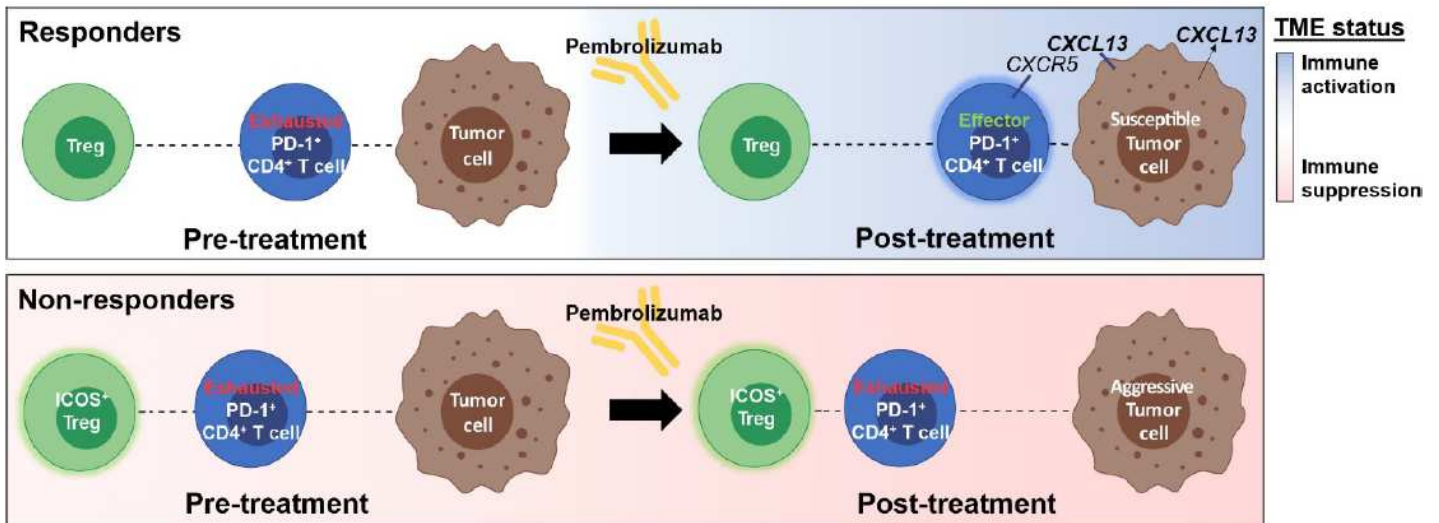 Responders
Treg
Exhausted
PD-1⁺
CD4⁺ T cell
Tumor
cell
Pre-treatment
Pembrolizumab
Treg
Effector
PD-1⁺
CD4⁺ T cell
CXCL13
CXCR5
CXCL13
Susceptible
Tumor
cell
Post-treatment
TME status
Immune
activation
Immune
suppression
Non-responders
ICOS⁺
Treg
Exhausted
PD-1⁺
CD4⁺ T cell
Tumor
cell
Pre-treatment
Pembrolizumab
ICOS⁺
Treg
Exhausted
PD-1⁺
CD4⁺ T cell
Aggressive
Tumor
cell
Post-treatment